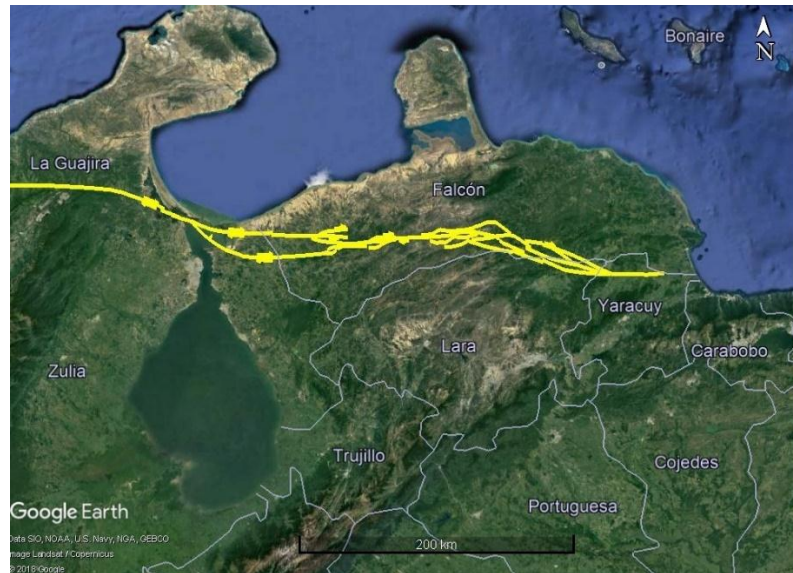 Bonaire
N
La Guajira
Falcón
Yaracuy
Lara
Carabobo
Zulia
Trujillo
Cojedes
Portuguesa
Google Earth
Data SIO, NOAA, U.S. Navy, NGA, GEBCO
Image Landsat / Copernicus
© 2018 Google
200 km